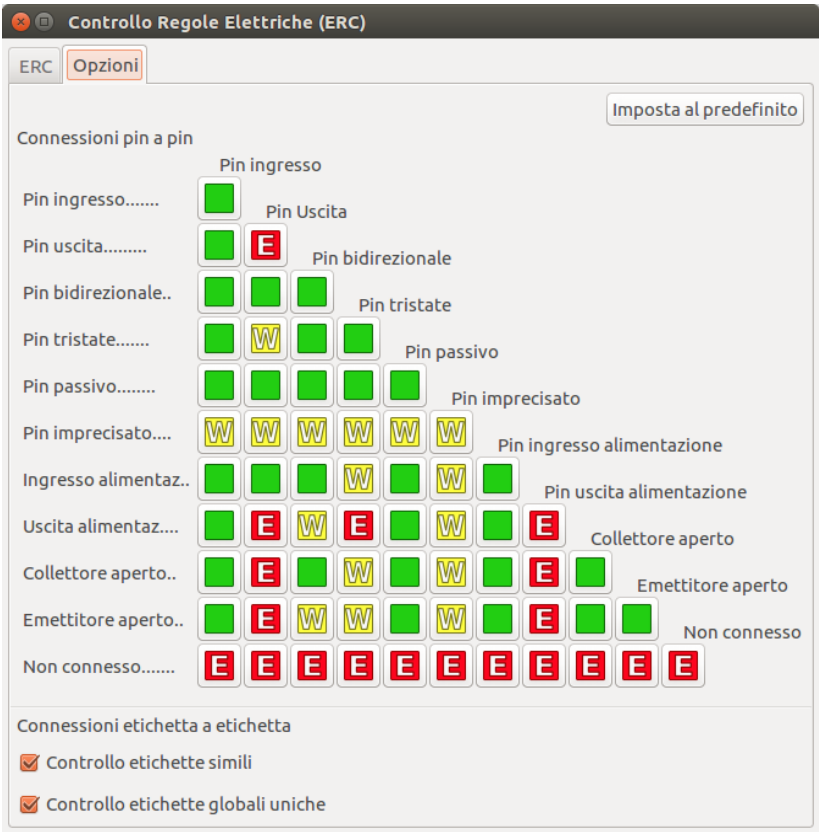 Controllo Regole Elettriche (ERC)
ERC Opzioni
Imposta al predefinito
Connessioni pin a pin
Pin ingresso
Pin ingresso.......
Pin Uscita
Pin uscita......... E
Pin bidirezionale
Pin bidirezionale..
Pin tristate
Pin tristate....... W
Pin passivo
Pin passivo........
Pin imprecisato
Pin imprecisato.... W W W W W W
Pin ingresso alimentazione
Ingresso alimentaz.. W W
Pin uscita alimentazione
Uscita alimentaz.... E W E W E
Collettore aperto
Collettore aperto.. E W W E
Emettitore aperto
Emettitore aperto.. E W W W E
Non connesso
Non connesso....... E E E E E E E E E E E
Connessioni etichetta a etichetta
Controllo etichette simili
Controllo etichette globali uniche